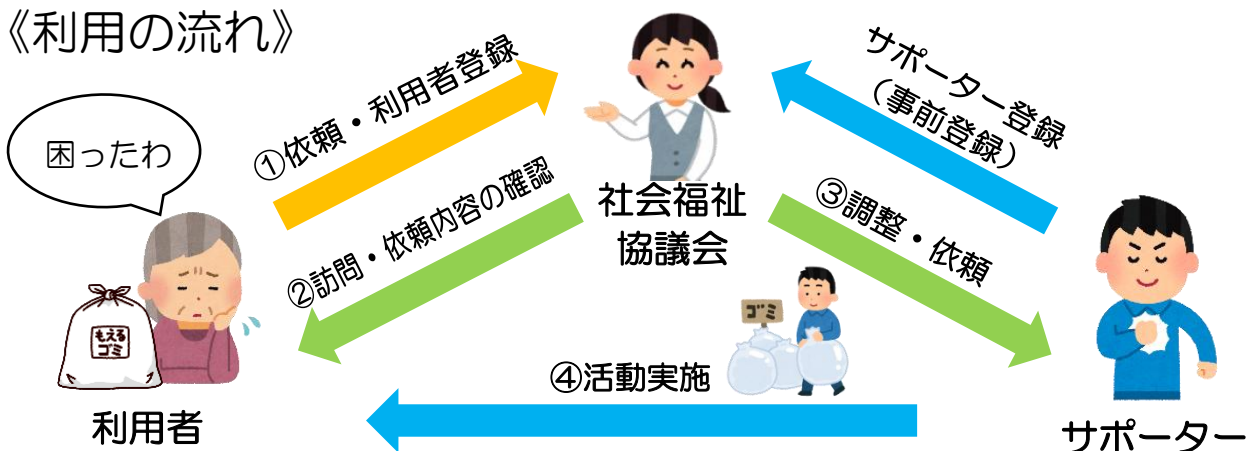 《利用の流れ》
困ったわ
①依頼・利用者登録
②訪問・依頼内容の確認
社会福祉
協議会
サポーター登録
（事前登録）
③調整・依頼
もえる
ゴミ
ゴミ
④活動実施
利用者
サポーター